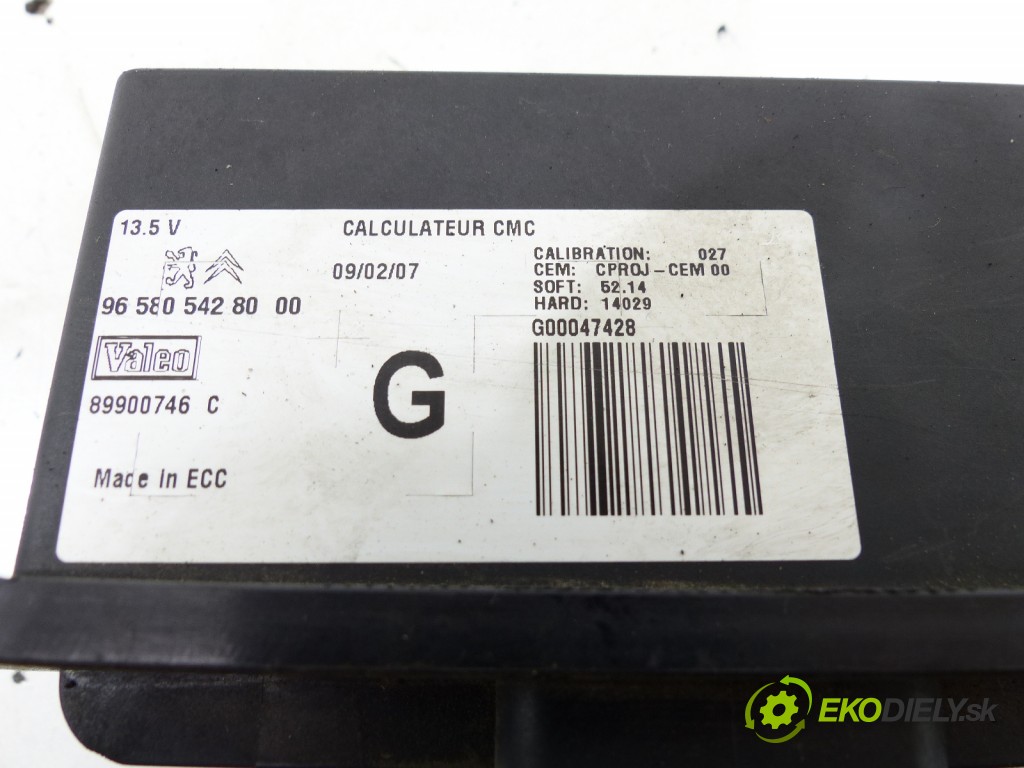 13.5 V
CALCULATEUR CMC
09/02/07
CALIBRATION: 027
CEM: CPROJ-CEM 00
SOFT: 52.14
HARD: 14029
96 580 542 80 00
G00047428
Valeo
G
89900746 C
Made in ECC
EKODIELY.sk